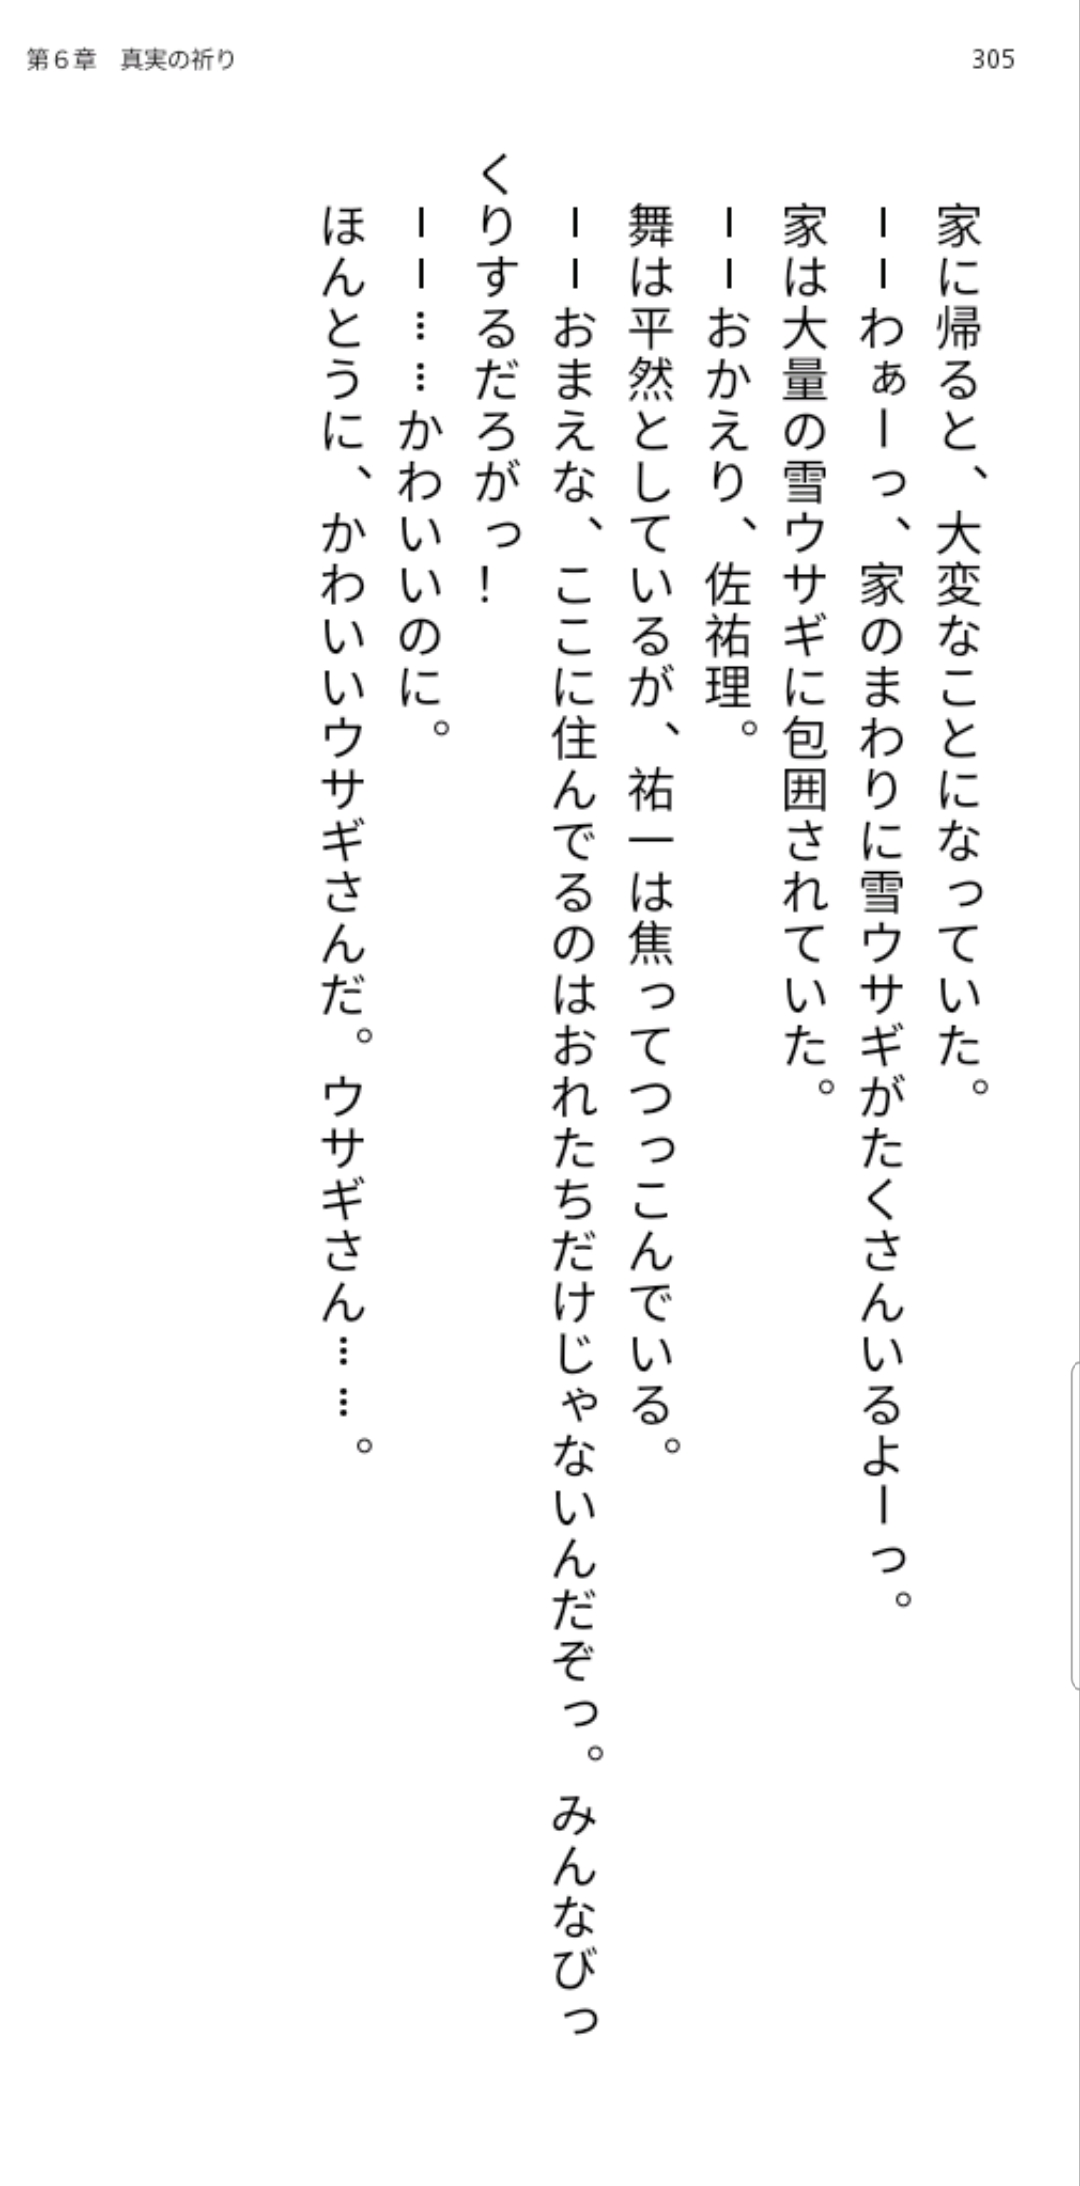 第６章　真実の祈り
305
家に帰ると、大変なことになっていた。
ーーわぁーっ、家のまわりに雪ウサギがたくさんいるよーっ。
家は大量の雪ウサギに包囲されていた。
ーーおかえり、佐祐理。
舞は平然としているが、祐一は焦ってつっこんでいる。
ーーおまえな、ここに住んでるのはおれたちだけじゃないんだぞっ。みんなびっ
くりするだろがっ！
ーー……かわいいのに。
ほんとうに、かわいいウサギさんだ。ウサギさん……。